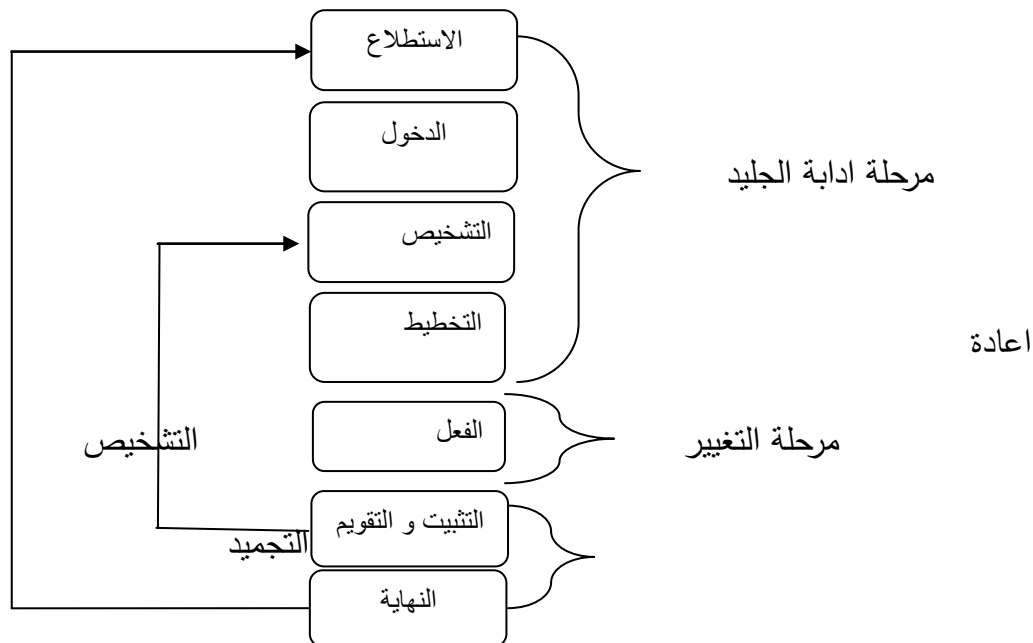 الاستطلاع
الدخول
مرحلة ادابة الجليد
التشخيص
التخطيط
اعادة
الفعل
مرحلة التغيير
التشخيص
التثبيت و التقويم
التجميد
النهاية